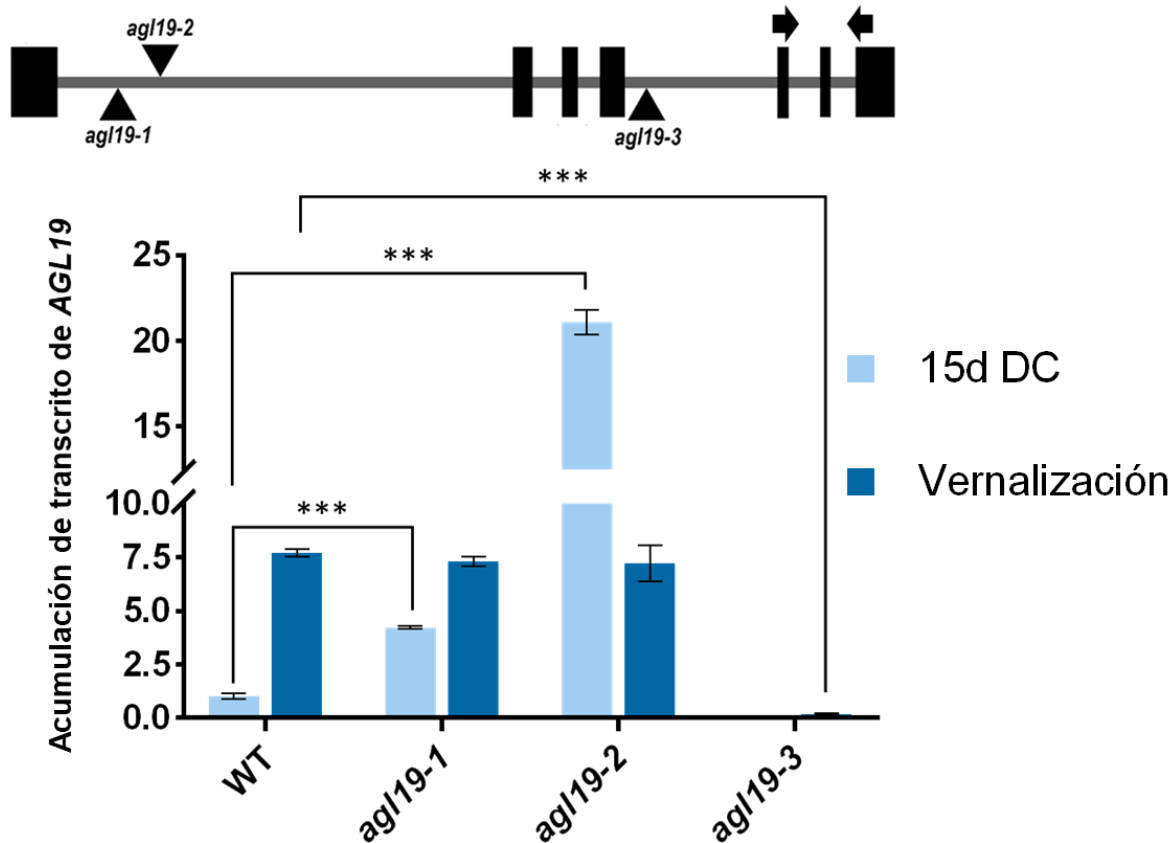 agl19-2
agl19-1
agl19-3
***
***
***
Acumulación de transcrito de AGL19
25
20
15
10.0
7.5
5.0
2.5
0.0
15d DC
Vernalización
WT
agl19-1
agl19-2
agl19-3